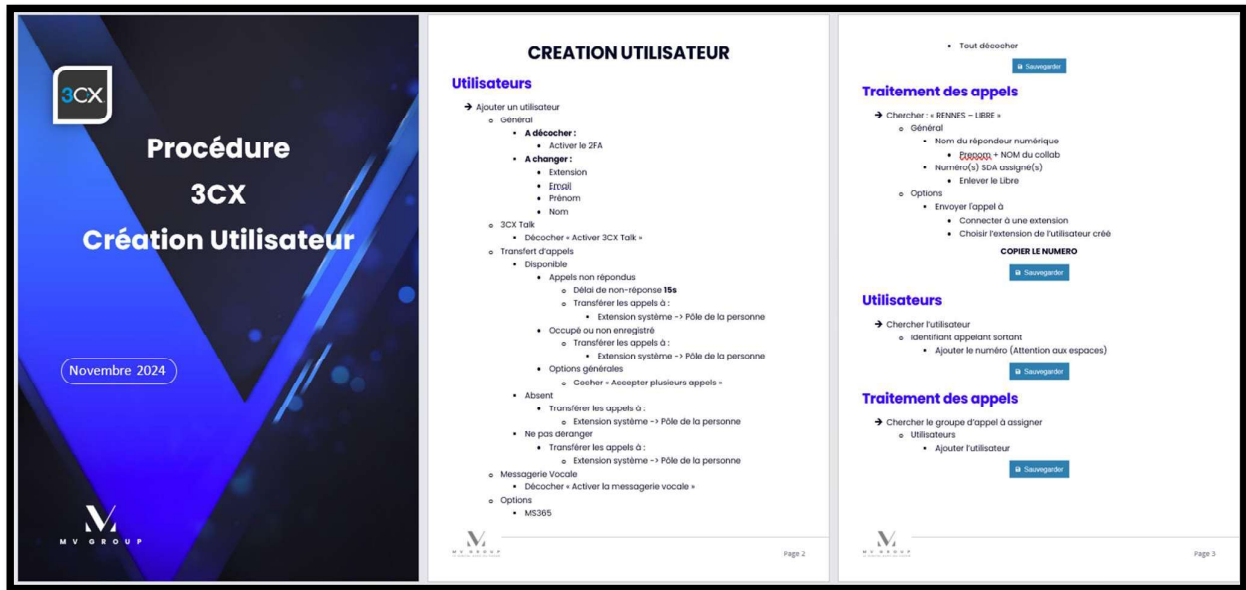 3CX
Procédure
3CX
Création Utilisateur
Novembre 2024
MV GROUP
CREATION UTILISATEUR
Utilisateurs
➔ Ajouter un utilisateur
o Général
▪ A décocher :
• Activer le 2FA
▪ A changer :
• Extension
• Email
• Prénom
• Nom
o 3CX Talk
▪ Décocher « Activer 3CX Talk »
o Transfert d'appels
▪ Disponible
• Appels non répondus
o Délai de non-réponse 15s
o Transférer les appels à :
▪ Extension système -> Pôle de la personne
• Occupé ou non enregistré
o Transférer les appels à :
▪ Extension système -> Pôle de la personne
• Options générales
o Cocher « Accepter plusieurs appels »
▪ Absent
• Transférer les appels à :
o Extension système -> Pôle de la personne
▪ Ne pas déranger
• Transférer les appels à :
o Extension système -> Pôle de la personne
o Messagerie Vocale
▪ Décocher « Activer la messagerie vocale »
o Options
▪ MS365
MV GROUP
Page 2
• Tout décocher
Sauvegarder
Traitement des appels
➔ Chercher : « RENNES – LIBRE »
o Général
▪ Nom du répondeur numérique
• Prenom + NOM du collab
▪ Numéro(s) SDA assigné(s)
• Enlever le Libre
o Options
▪ Envoyer l'appel à
• Connecter à une extension
• Choisir l'extension de l'utilisateur créé
COPIER LE NUMERO
Sauvegarder
Utilisateurs
➔ Chercher l'utilisateur
o Identifiant appelant sortant
▪ Ajouter le numéro (Attention aux espaces)
Sauvegarder
Traitement des appels
➔ Chercher le groupe d'appel à assigner
o Utilisateurs
▪ Ajouter l'utilisateur
Sauvegarder
MV GROUP
Page 3